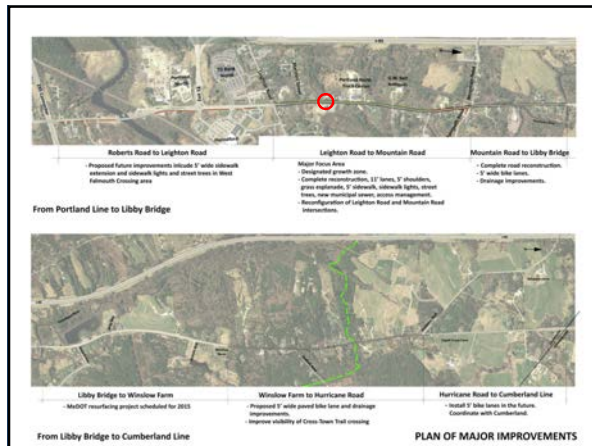 I-95
Roberts Road to Leighton Road
- Proposed future improvements inlcude 5' wide sidewalk
extension and sidewalk lights and street trees in West
Falmouth Crossing area
Leighton Road to Mountain Road
Major Focus Area
- Designated growth zone.
- Complete reconstruction, 11' lanes, 5' shoulders,
grass esplanade, 5' sidewalk, sidewalk lights, street
trees, new municipal sewer, access management.
- Reconfiguration of Leighton Road and Mountain Road
intersections.
Mountain Road to Libby Bridge
- Complete road reconstruction.
- 5' wide bike lanes.
- Drainage improvements.
From Portland Line to Libby Bridge
Libby Bridge to Winslow Farm
- MeDOT resurfacing project scheduled for 2015
Winslow Farm to Hurricane Road
- Proposed 5' wide paved bike lane and drainage
improvements.
- Improve visibility of Cross-Town Trail crossing
Hurricane Road to Cumberland Line
- Install 5' bike lanes in the future.
Coordinate with Cumberland.
From Libby Bridge to Cumberland Line
PLAN OF MAJOR IMPROVEMENTS